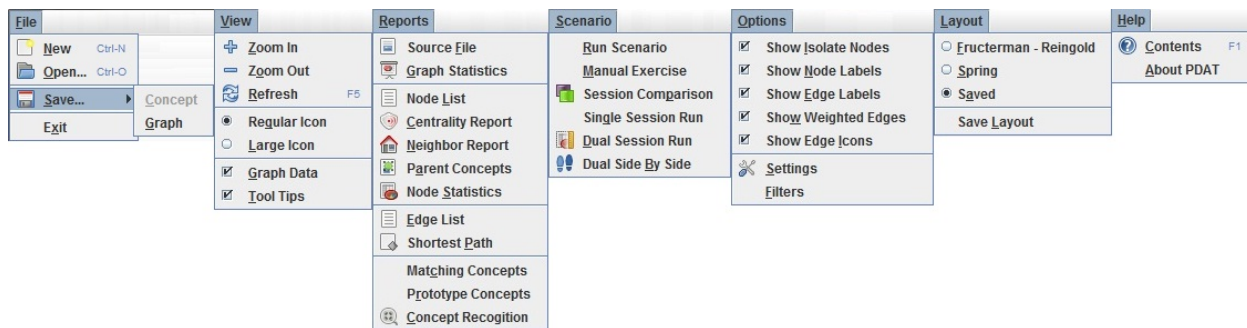 File
New Ctrl-N
Open... Ctrl-O
Save...
Concept
Graph
Exit
View
Zoom In
Zoom Out
Refresh F5
Regular Icon
Large Icon
Graph Data
Tool Tips
Reports
Source File
Graph Statistics
Node List
Centrality Report
Neighbor Report
Parent Concepts
Node Statistics
Edge List
Shortest Path
Matching Concepts
Prototype Concepts
Concept Recogition
Scenario
Run Scenario
Manual Exercise
Session Comparison
Single Session Run
Dual Session Run
Dual Side By Side
Options
Show Isolate Nodes
Show Node Labels
Show Edge Labels
Show Weighted Edges
Show Edge Icons
Settings
Filters
Layout
Fructerman - Reingold
Spring
Saved
Save Layout
Help
Contents F1
About PDAT